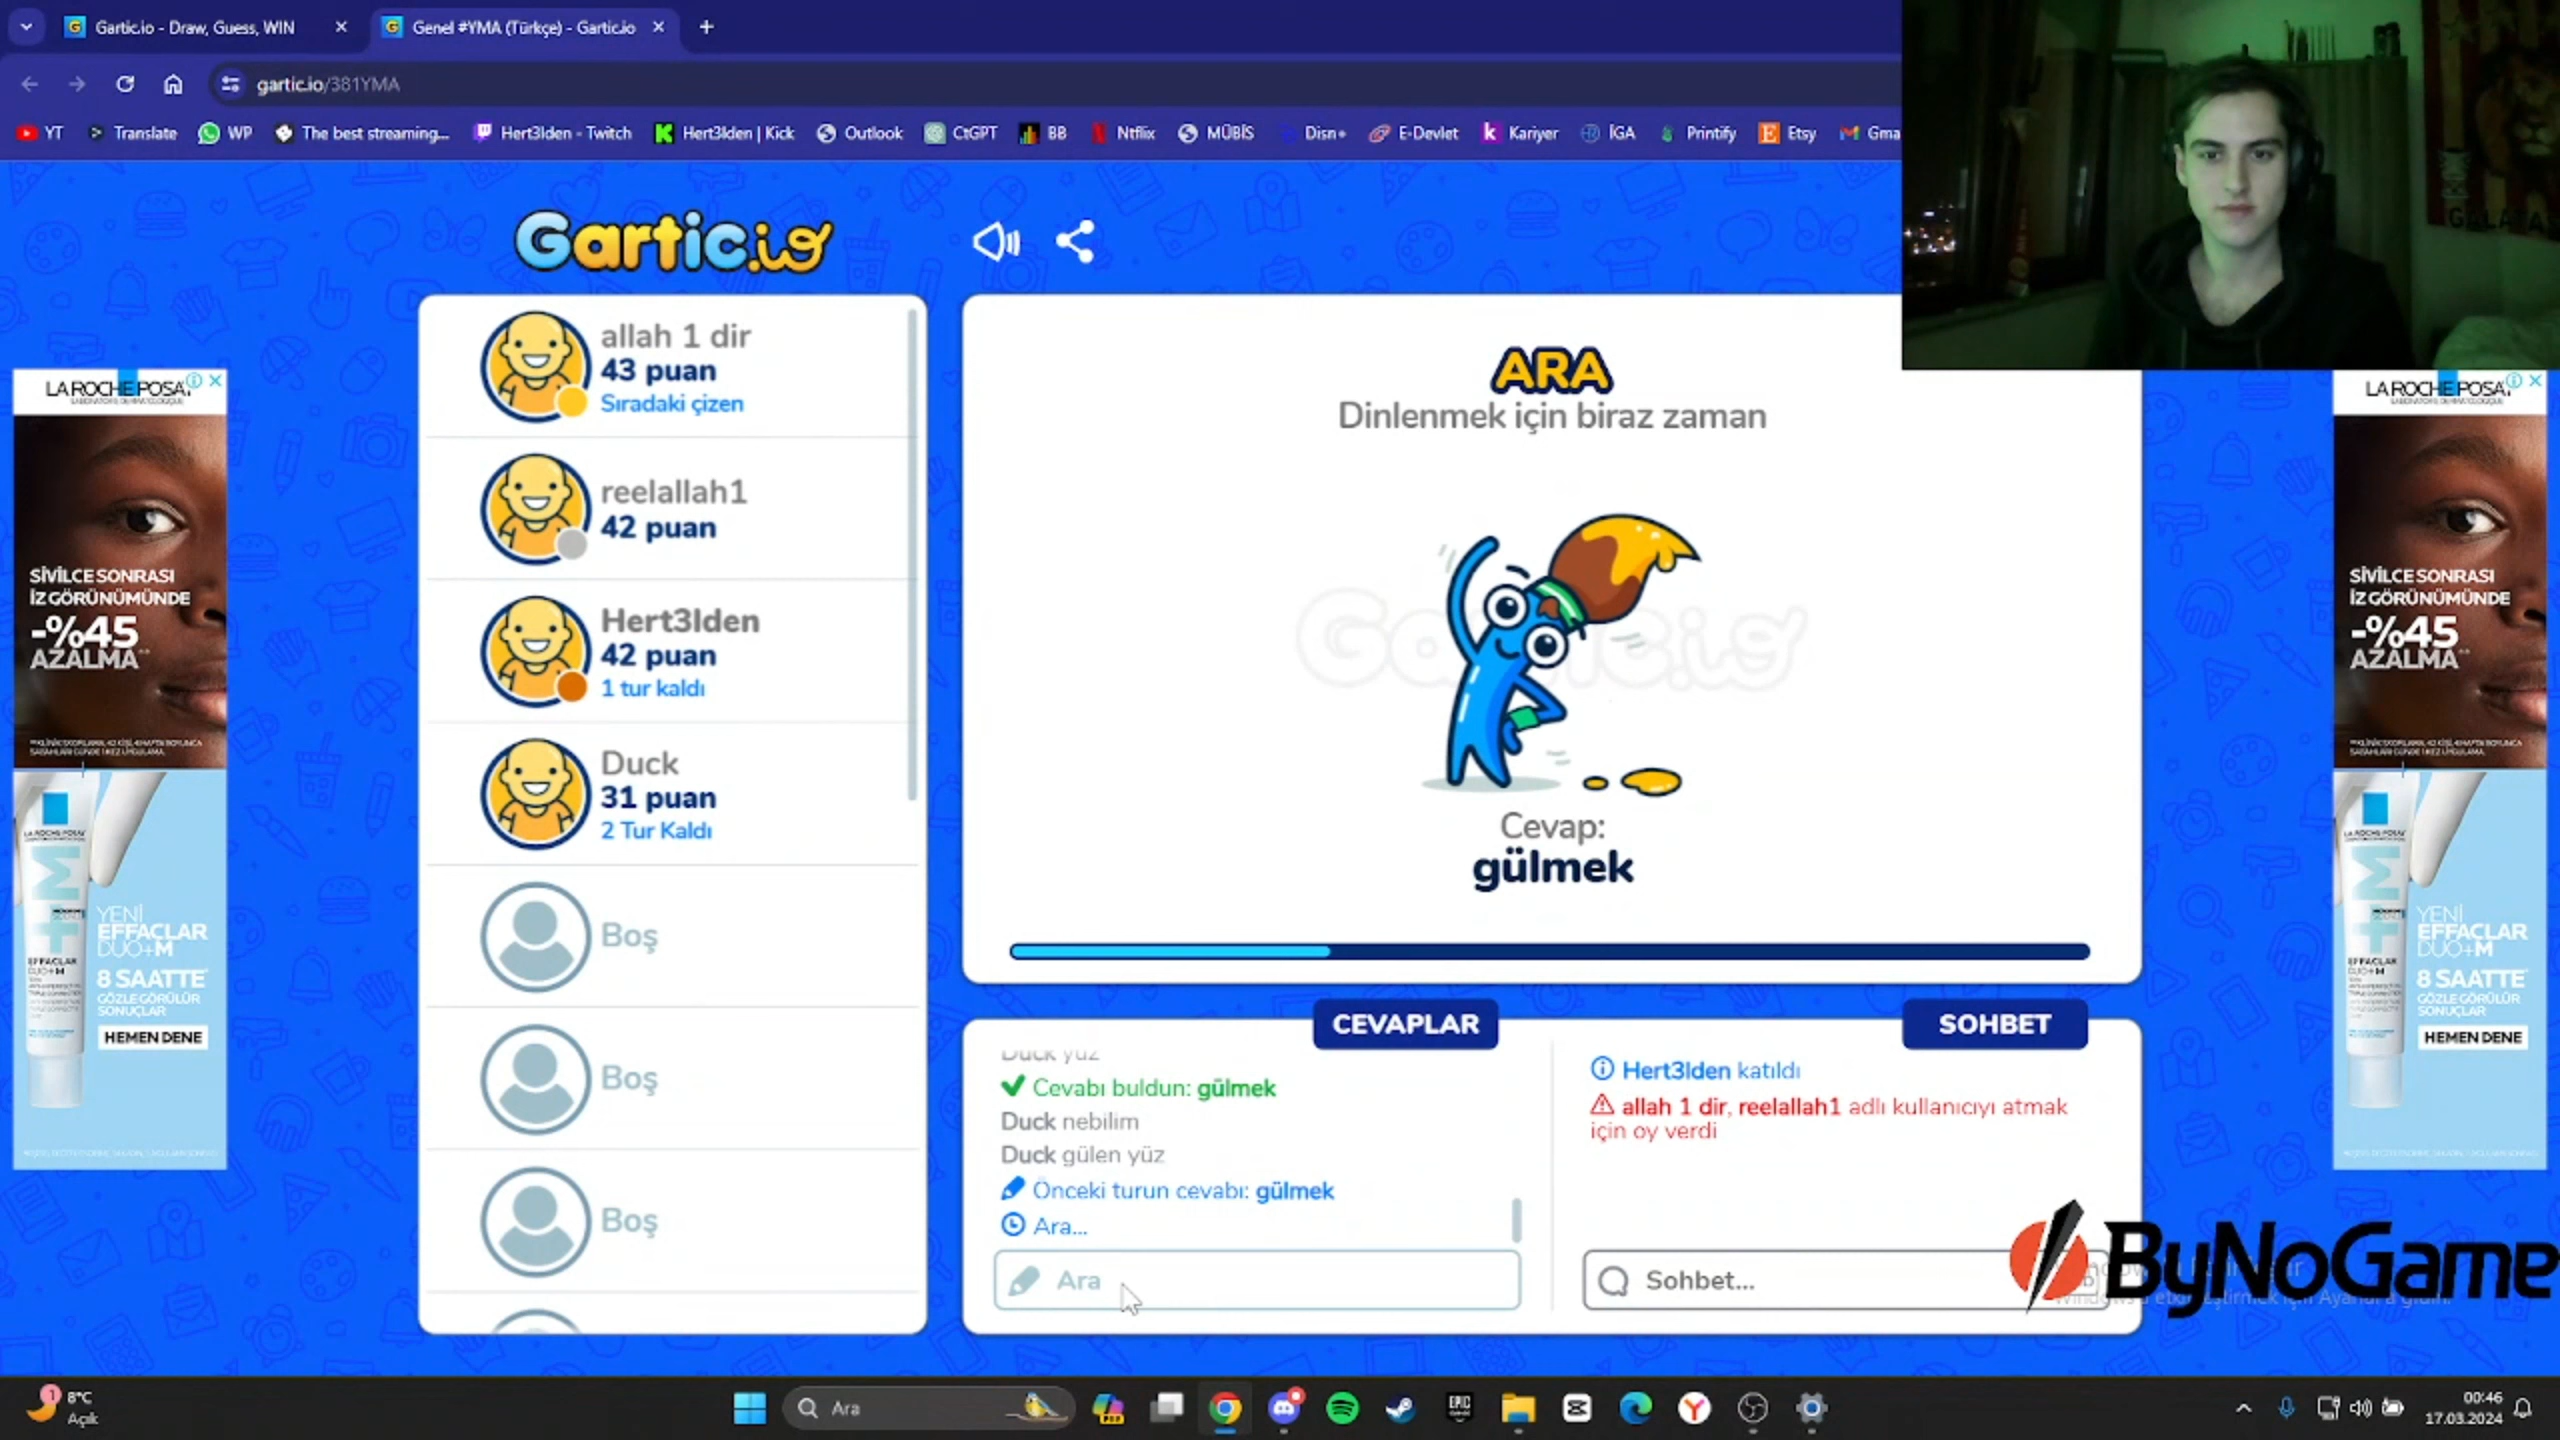 Gartic.io - Draw, Guess, WIN
Genel #YMA (Türkçe) - Gartic.io
gartic.io/381YMA
YT
Translate
WP
The best streaming...
Hert3lden - Twitch
Hert3lden | Kick
Outlook
CtGPT
BB
Ntflix
MÜBİS
Disn+
E-Devlet
Kariyer
İGA
Printify
Etsy
Gma
GALATAS
Gartic.io
allah 1 dir
43 puan
Sıradaki çizen
reelallah1
42 puan
Hert3lden
42 puan
1 tur kaldı
Duck
31 puan
2 Tur Kaldı
Boş
Boş
Boş
ARA
Dinlenmek için biraz zaman
Gartic.io
Cevap:
gülmek
CEVAPLAR
Duck yüz
Cevabı buldun: gülmek
Duck nebilim
Duck gülen yüz
Önceki turun cevabı: gülmek
Ara...
Ara
SOHBET
Hert3lden katıldı
allah 1 dir, reelallah1 adlı kullanıcıyı atmak
için oy verdi
Sohbet...
ByNoGame
LA ROCHE POSAY
SİVİLCE SONRASI
İZ GÖRÜNÜMÜNDE
-%45
AZALMA**
YENİ
EFFACLAR
DUO+M
8 SAATTE
GÖZLE GÖRÜLÜR
SONUÇLAR
HEMEN DENE
LA ROCHE POSAY
SİVİLCE SONRASI
İZ GÖRÜNÜMÜNDE
-%45
AZALMA**
YENİ
EFFACLAR
DUO+M
8 SAATTE
GÖZLE GÖRÜLÜR
SONUÇLAR
HEMEN DENE
8°C
Açık
Ara
EPIC
00:46
17.03.2024